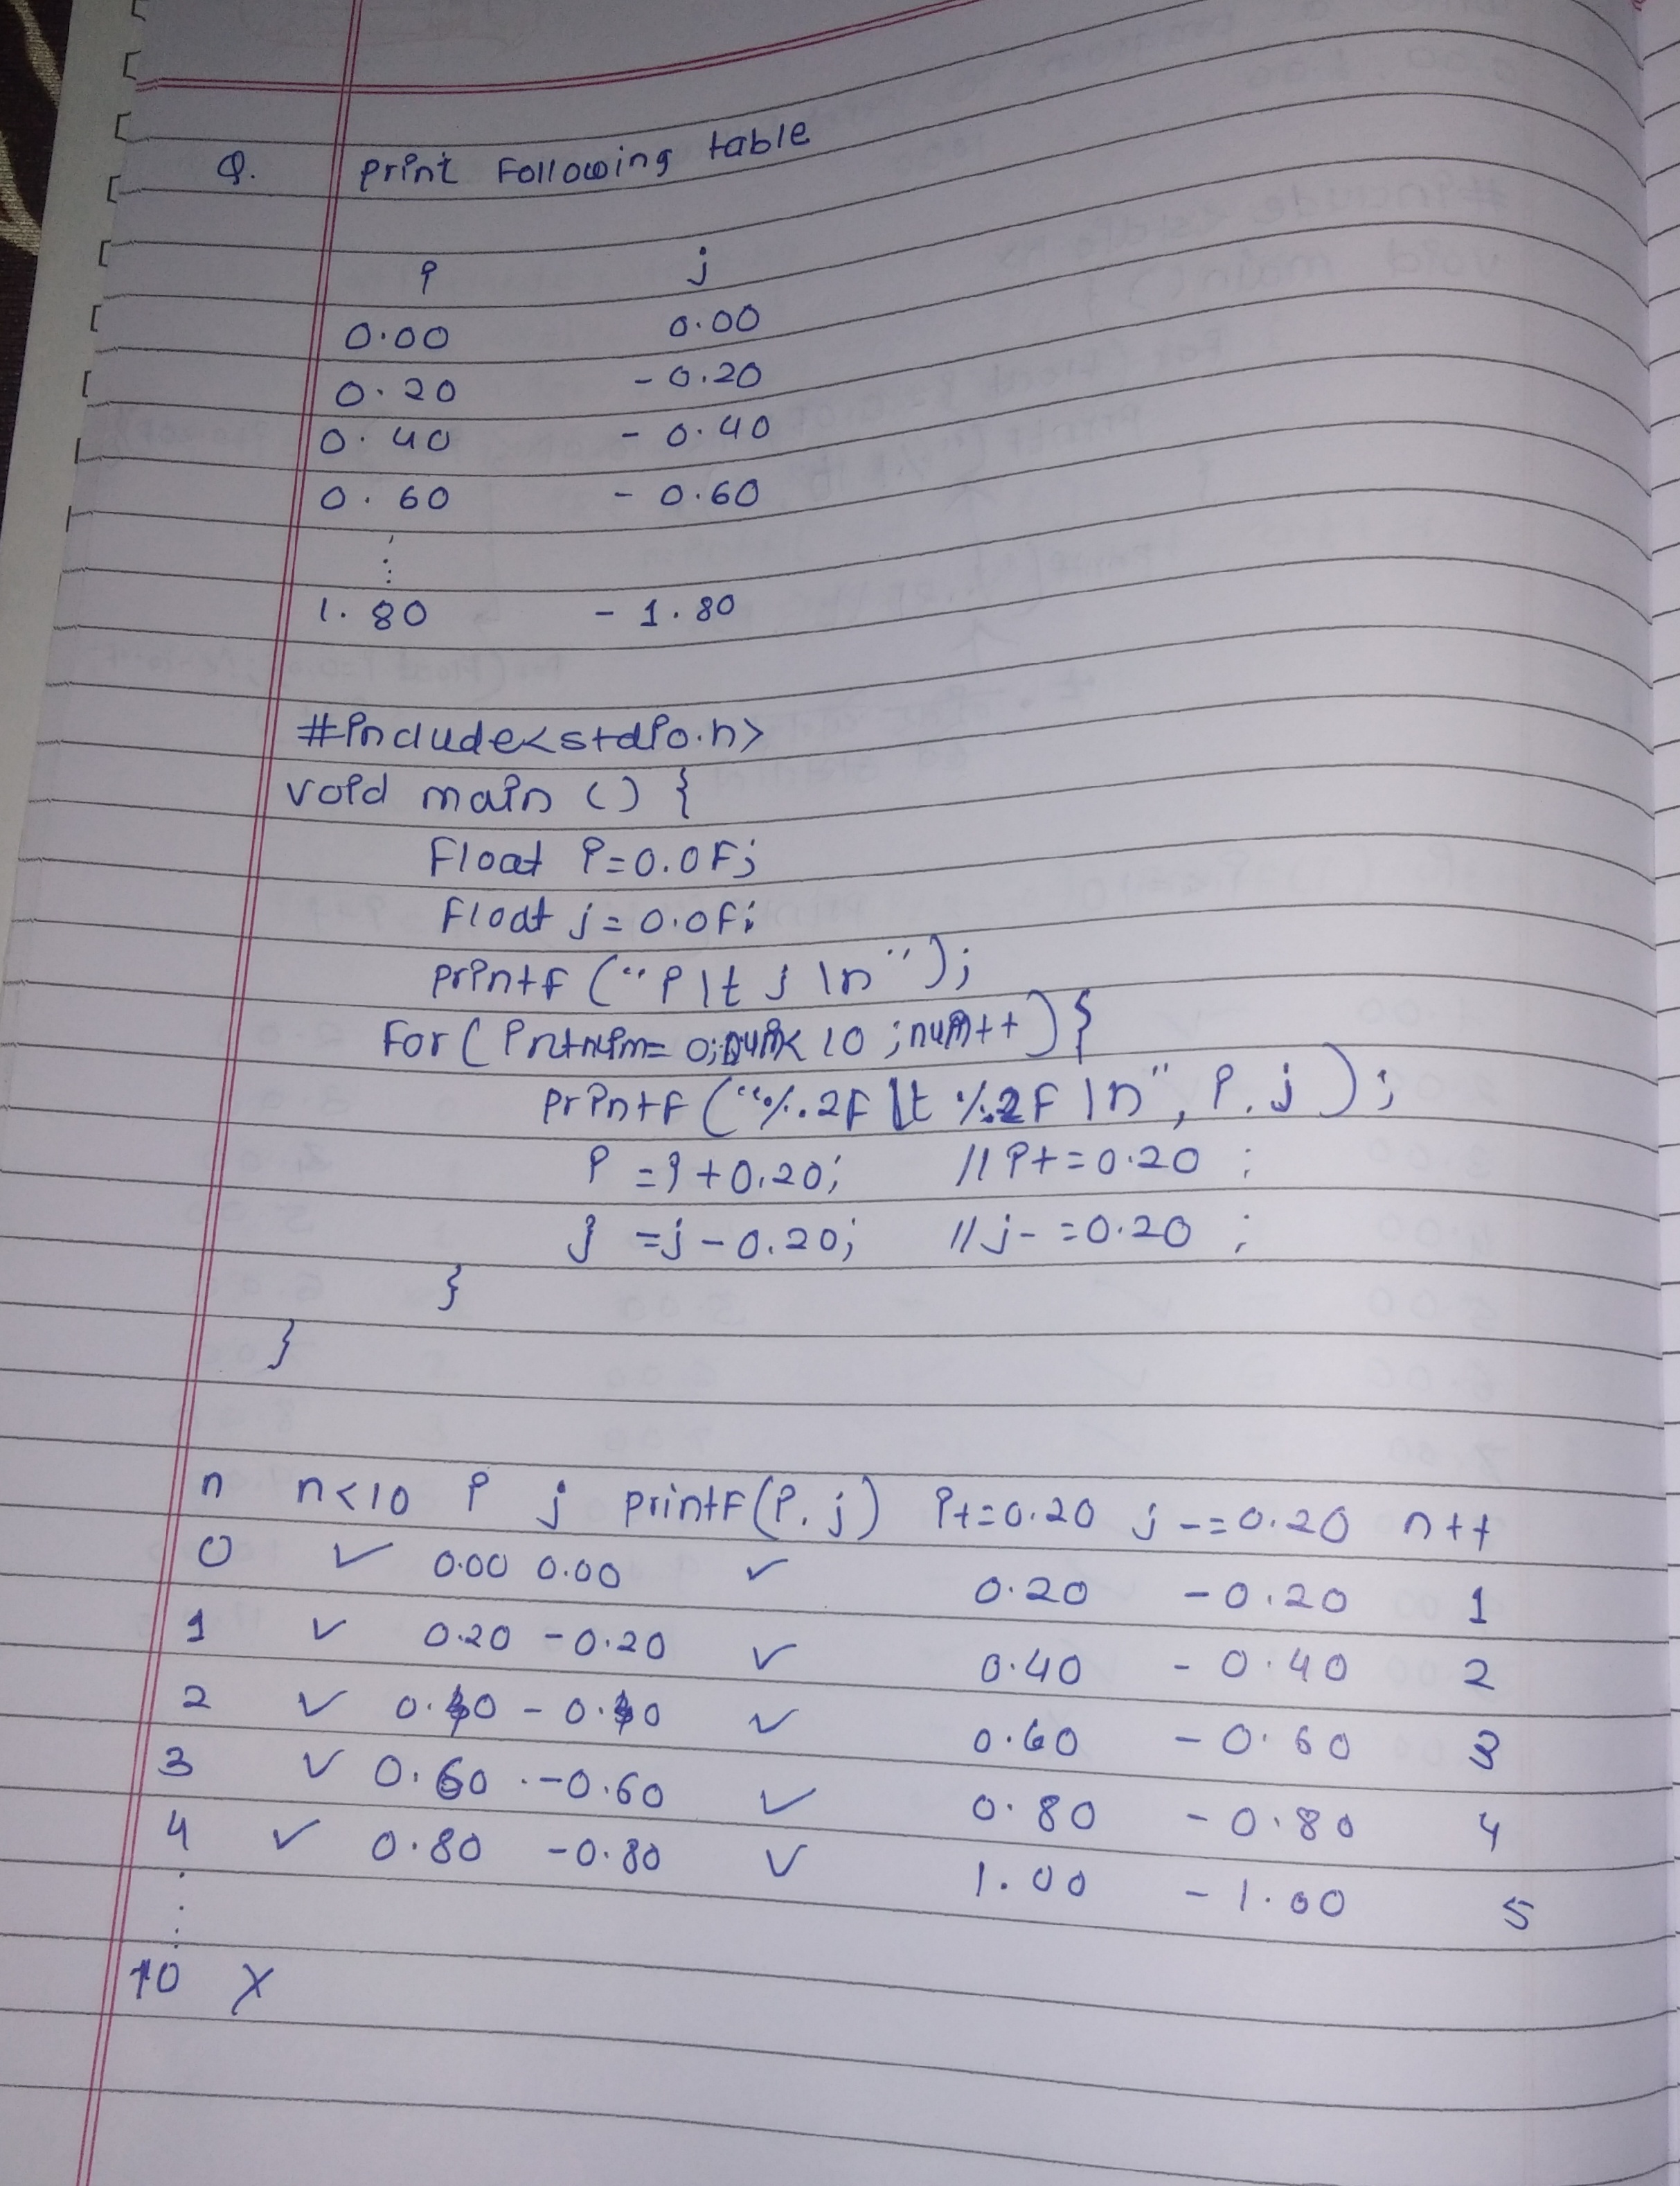 Q. print Following table
i j
0.00 0.00
0.20 -0.20
0.40 -0.40
0.60 -0.60
⋮
1.80 -1.80
#include<stdio.h>
void main () {
Float i=0.0F;
Float j=0.0F;
printf ("i \t j \n");
For( int num= 0; num< 10 ; num++) {
printF ("%.2F \t %.2F \n", i, j );
i =i+0.20; // i+=0.20 ;
j =j-0.20; // j-=0.20 ;
}
}
n n<10 i j printF(i, j) i+=0.20 j-=0.20 n++
0 ✓ 0.00 0.00 ✓ 0.20 -0.20 1
1 ✓ 0.20 -0.20 ✓ 0.40 -0.40 2
2 ✓ 0.40 -0.40 ✓ 0.60 -0.60 3
3 ✓ 0.60 -0.60 ✓ 0.80 -0.80 4
4 ✓ 0.80 -0.80 ✓ 1.00 -1.00 5
⋮
10 X